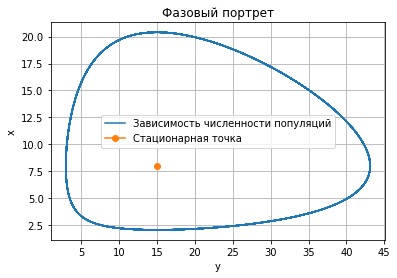 Фазовый портрет
20.0
17.5
15.0
12.5
10.0
7.5
5.0
2.5
x
Зависимость численности популяций
Стационарная точка
5 10 15 20 25 30 35 40 45
y